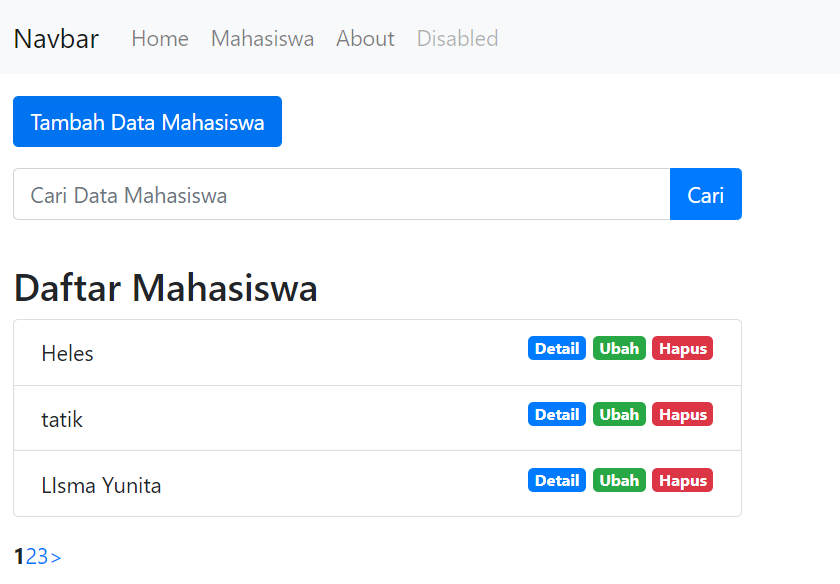 Navbar Home Mahasiswa About Disabled
Tambah Data Mahasiswa
Cari Data Mahasiswa Cari
Daftar Mahasiswa
Heles Detail Ubah Hapus
tatik Detail Ubah Hapus
LIsma Yunita Detail Ubah Hapus
123>